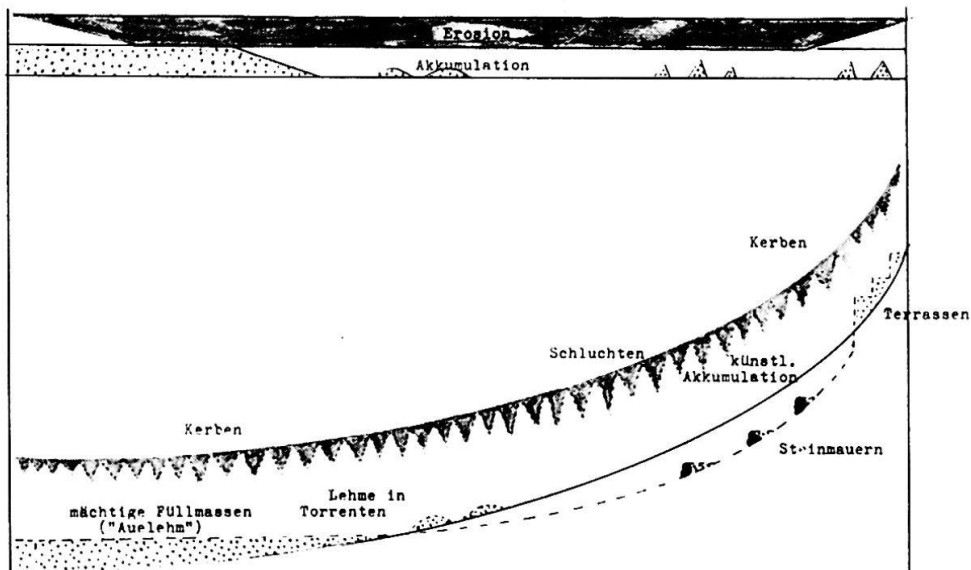 Erosion
Akkumulation
Kerben
Terrassen
Schluchten
künstl.
Akkumulation
Kerben
Steinmauern
Lehme in
Torrenten
mächtige Füllmassen
("Auelehm")